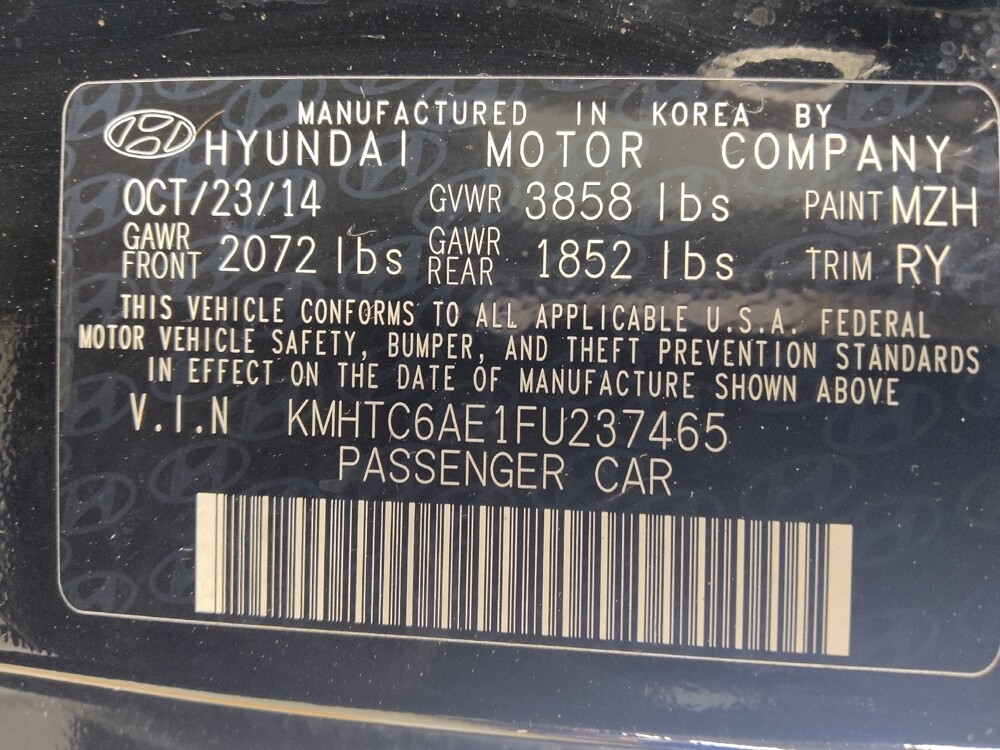 MANUFACTURED IN KOREA BY
HYUNDAI MOTOR COMPANY
OCT/23/14 GVWR 3858 lbs PAINT MZH
GAWR FRONT 2072 lbs GAWR REAR 1852 lbs TRIM RY
THIS VEHICLE CONFORMS TO ALL APPLICABLE U.S.A. FEDERAL
MOTOR VEHICLE SAFETY, BUMPER, AND THEFT PREVENTION STANDARDS
IN EFFECT ON THE DATE OF MANUFACTURE SHOWN ABOVE
V.I.N KMHTC6AE1FU237465
PASSENGER CAR